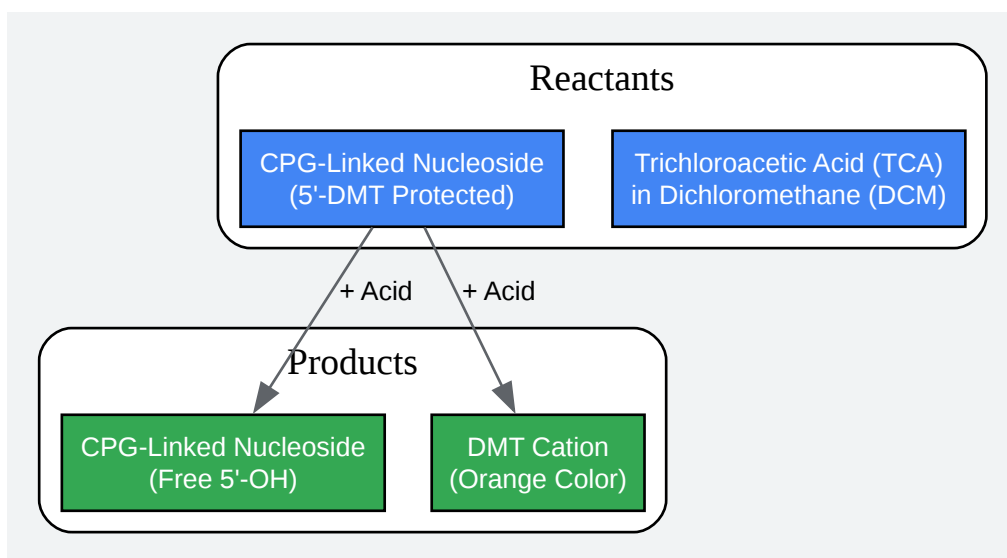 Reactants
CPG-Linked Nucleoside
(5'-DMT Protected)
Trichloroacetic Acid (TCA)
in Dichloromethane (DCM)
+ Acid
+ Acid
Products
CPG-Linked Nucleoside
(Free 5'-OH)
DMT Cation
(Orange Color)